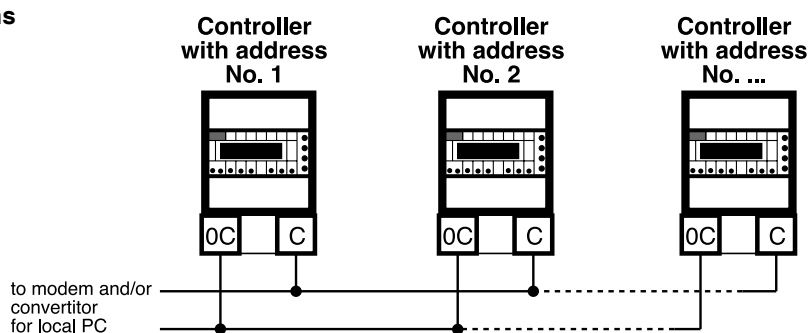 Controller
with address
No. 1
Controller
with address
No. 2
Controller
with address
No. ...
0C C
0C C
0C C
to modem and/or
convertitor
for local PC